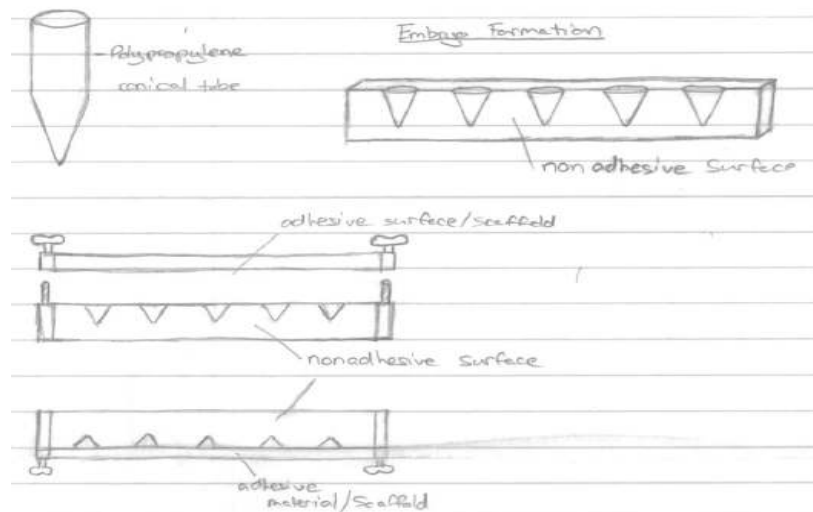 Embryo Formation
Polypropylene
conical tube
non adhesive surface
adhesive surface/scaffold
nonadhesive surface
adhesive
material/scaffold